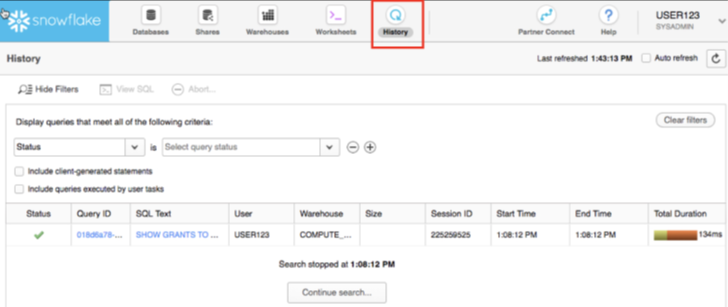 snowflake
Databases
Shares
Warehouses
Worksheets
History
Partner Connect
Help
USER123
SYSADMIN
History
Last refreshed 1:43:13 PM
Auto refresh
Hide Filters
View SQL
Abort...
Display queries that meet all of the following criteria:
Clear filters
Status is Select query status
Include client-generated statements
Include queries executed by user tasks
Status Query ID SQL Text User Warehouse Size Session ID Start Time End Time Total Duration
018d6a78-... SHOW GRANTS TO ... USER123 COMPUTE_... 225259525 1:08:12 PM 1:08:12 PM 134ms
Search stopped at 1:08:12 PM
Continue search...